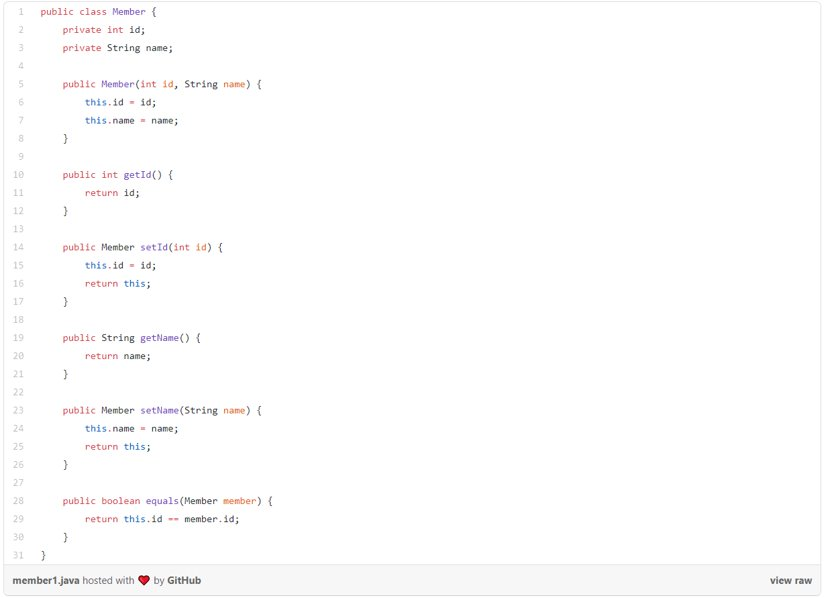 1 public class Member {
2     private int id;
3     private String name;
4
5     public Member(int id, String name) {
6         this.id = id;
7         this.name = name;
8     }
9
10     public int getId() {
11         return id;
12     }
13
14     public Member setId(int id) {
15         this.id = id;
16         return this;
17     }
18
19     public String getName() {
20         return name;
21     }
22
23     public Member setName(String name) {
24         this.name = name;
25         return this;
26     }
27
28     public boolean equals(Member member) {
29         return this.id == member.id;
30     }
31 }
member1.java hosted with ❤ by GitHub view raw